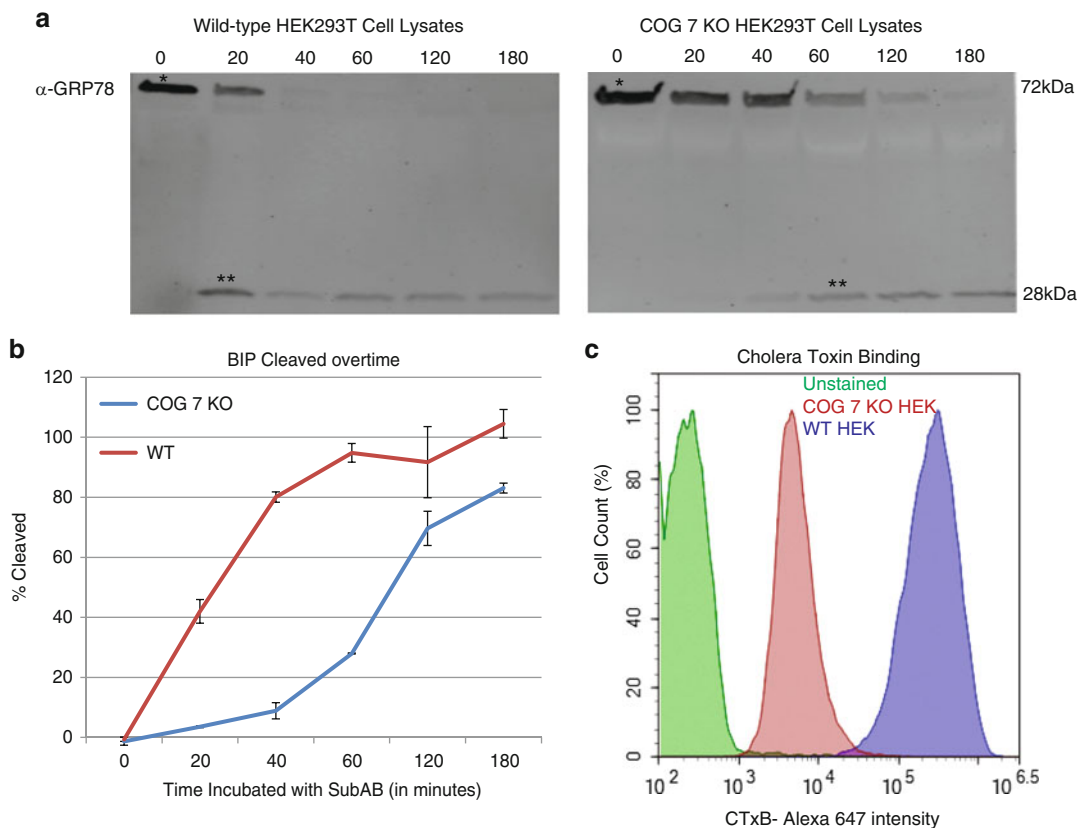 a
Wild-type HEK293T Cell Lysates
COG 7 KO HEK293T Cell Lysates
0 20 40 60 120 180
0 20 40 60 120 180
α-GRP78
*
*
72kDa
**
**
28kDa
b
BIP Cleaved overtime
120
100
80
60
40
20
0
COG 7 KO
WT
% Cleaved
0 20 40 60 120 180
Time Incubated with SubAB (in minutes)
c
Cholera Toxin Binding
Unstained
COG 7 KO HEK
WT HEK
100
80
60
40
20
0
Cell Count (%)
10^2 10^3 10^4 10^5 10^6.5
CTxB- Alexa 647 intensity